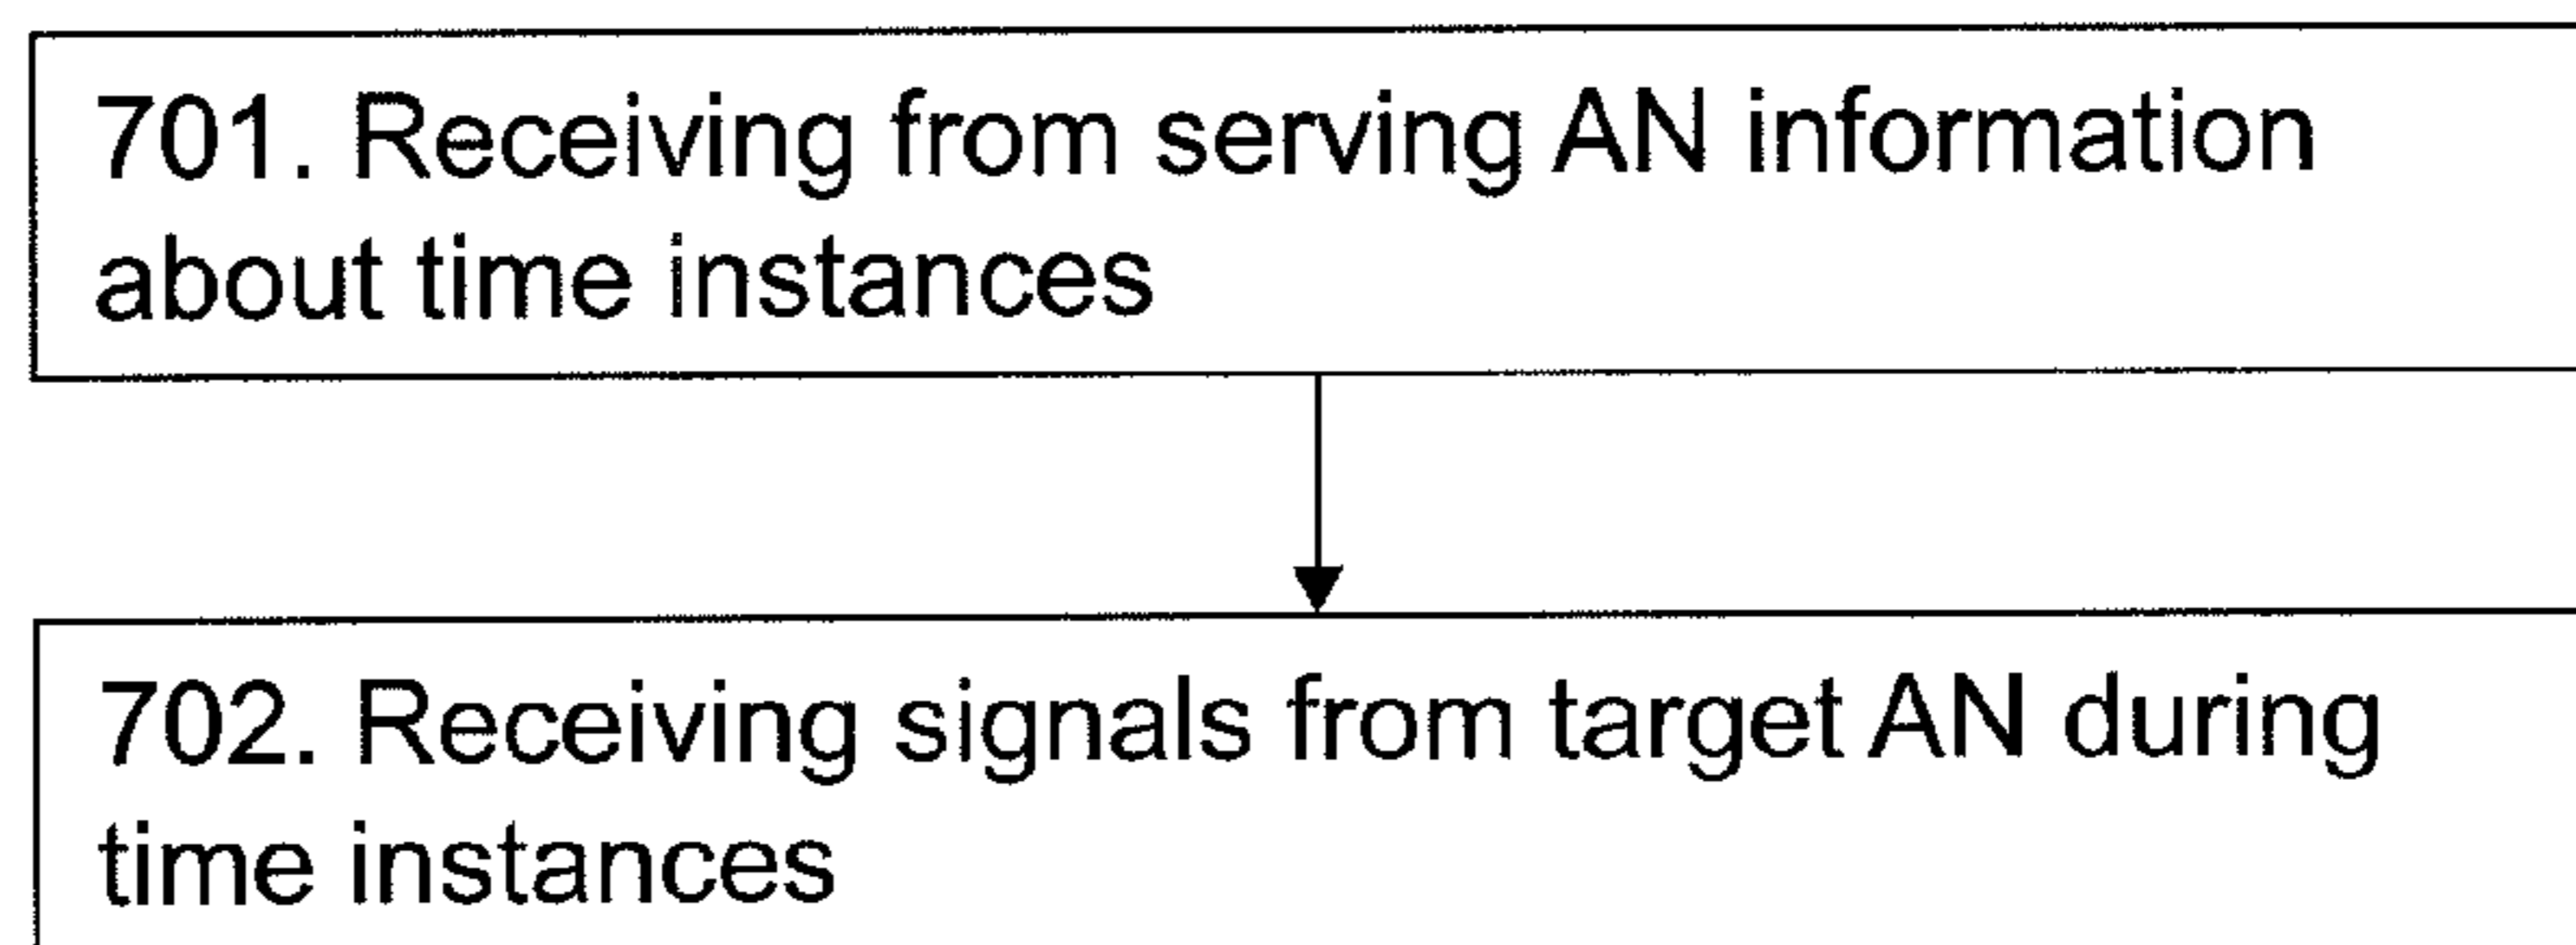 701. Receiving from serving AN information
about time instances
702. Receiving signals from target AN during
time instances